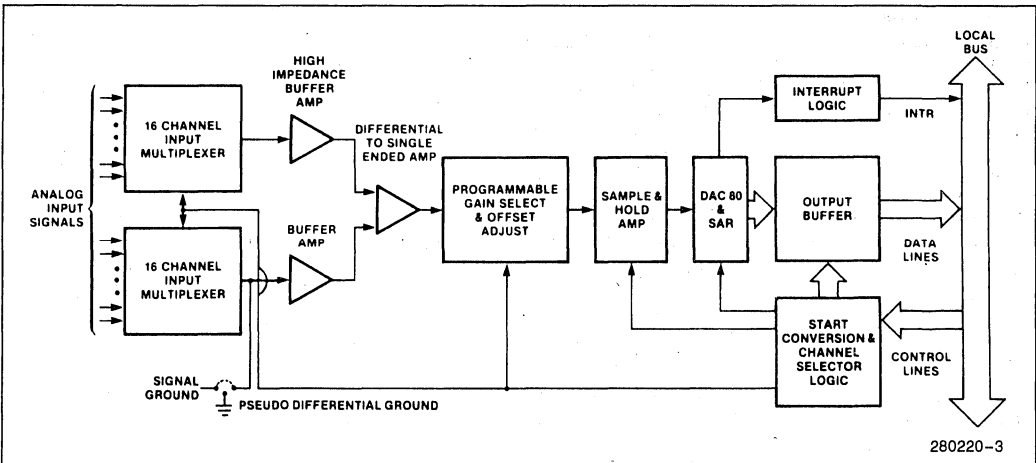 LOCAL
BUS
HIGH
IMPEDANCE
BUFFER
AMP
INTERRUPT
LOGIC
INTR
16 CHANNEL
INPUT
MULTIPLEXER
DIFFERENTIAL
TO SINGLE
ENDED AMP
ANALOG
INPUT
SIGNALS
PROGRAMMABLE
GAIN SELECT
& OFFSET
ADJUST
SAMPLE &
HOLD
AMP
DAC 80
&
SAR
OUTPUT
BUFFER
DATA
LINES
BUFFER
AMP
16 CHANNEL
INPUT
MULTIPLEXER
START
CONVERSION &
CHANNEL
SELECTOR
LOGIC
CONTROL
LINES
SIGNAL
GROUND
PSEUDO DIFFERENTIAL GROUND
280220-3